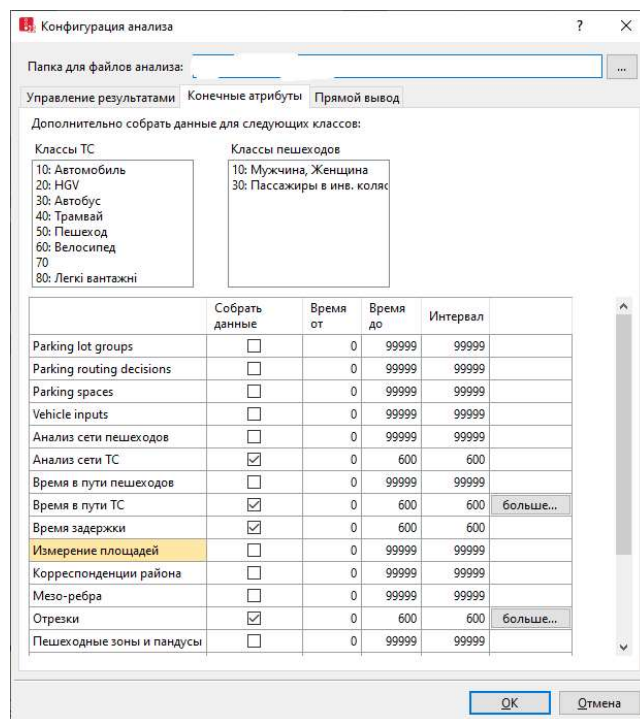 Конфигурация анализа ? ×
Папка для файлов анализа: ...
Управление результатами Конечные атрибуты Прямой вывод
Дополнительно собрать данные для следующих классов:
Классы ТС Классы пешеходов
10: Автомобиль 10: Мужчина, Женщина
20: HGV 30: Пассажиры в инв. коляс
30: Автобус
40: Трамвай
50: Пешеход
60: Велосипед
70
80: Легкі вантажні
Собрать данные Время от Время до Интервал
Parking lot groups 0 99999 99999
Parking routing decisions 0 99999 99999
Parking spaces 0 99999 99999
Vehicle inputs 0 99999 99999
Анализ сети пешеходов 0 99999 99999
Анализ сети ТС 0 600 600
Время в пути пешеходов 0 99999 99999
Время в пути ТС 0 600 600 больше...
Время задержки 0 600 600
Измерение площадей 0 99999 99999
Корреспонденции района 0 99999 99999
Мезо-ребра 0 99999 99999
Отрезки 0 600 600 больше...
Пешеходные зоны и пандусы 0 99999 99999
OK Отмена